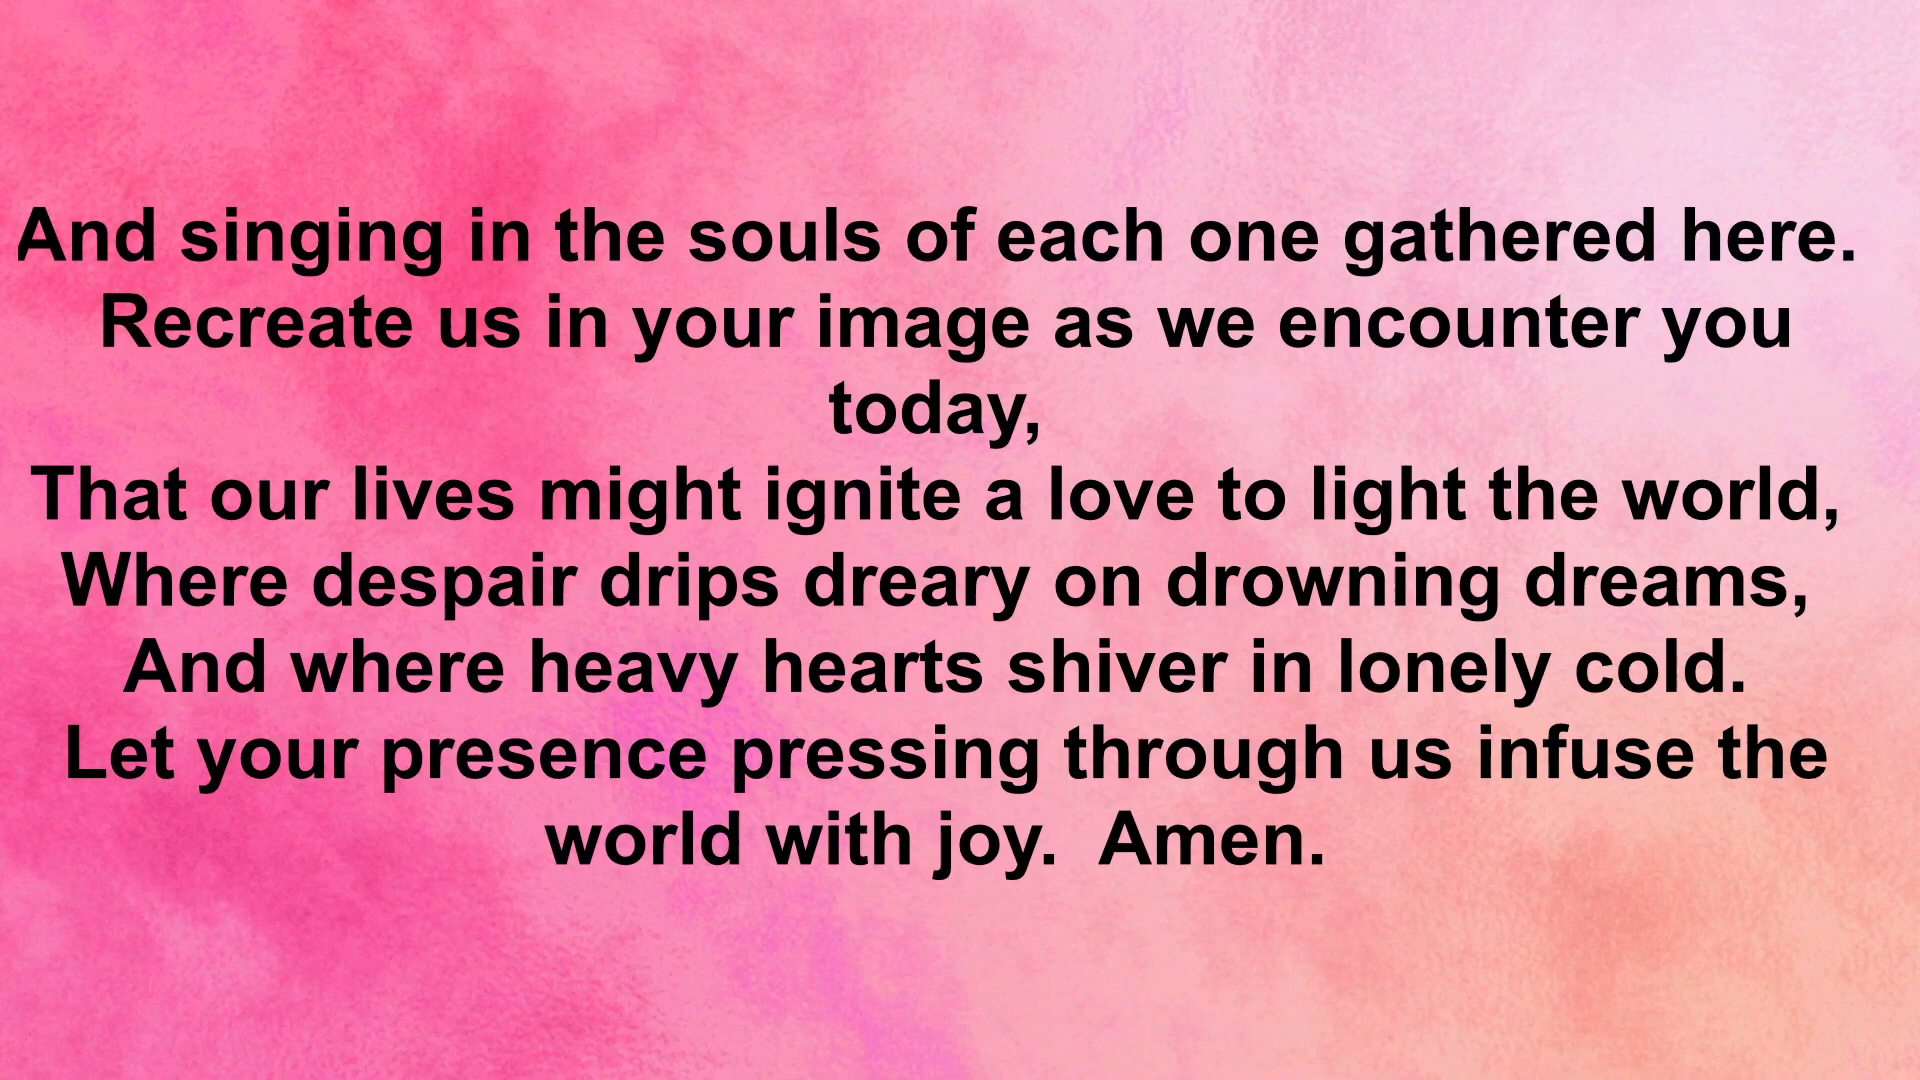 And singing in the souls of each one gathered here.
Recreate us in your image as we encounter you
today,
That our lives might ignite a love to light the world,
Where despair drips dreary on drowning dreams,
And where heavy hearts shiver in lonely cold.
Let your presence pressing through us infuse the
world with joy.  Amen.